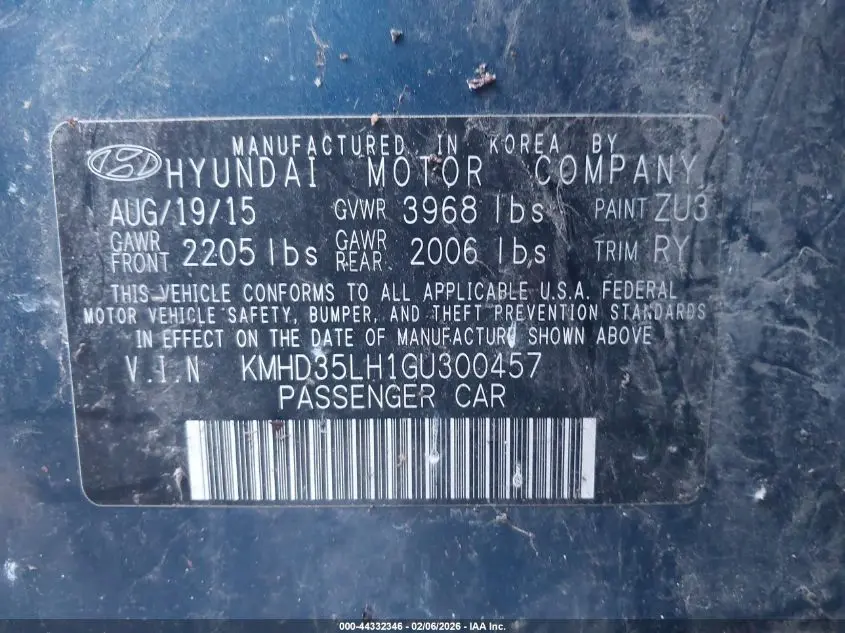 MANUFACTURED IN KOREA BY
HYUNDAI MOTOR COMPANY
AUG/19/15 GVWR 3968 lbs PAINT ZU3
GAWR FRONT 2205 lbs GAWR REAR 2006 lbs TRIM RY
THIS VEHICLE CONFORMS TO ALL APPLICABLE U.S.A. FEDERAL
MOTOR VEHICLE SAFETY, BUMPER, AND THEFT PREVENTION STANDARDS
IN EFFECT ON THE DATE OF MANUFACTURE SHOWN ABOVE
V.I.N KMHD35LH1GU300457
PASSENGER CAR
000-44332346 - 02/06/2026 - IAA Inc.